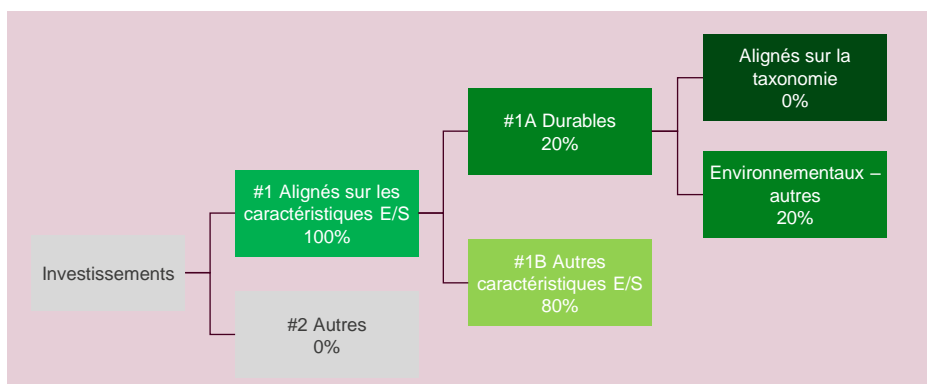 Investissements
#1 Alignés sur les
caractéristiques E/S
100%
#2 Autres
0%
#1A Durables
20%
#1B Autres
caractéristiques E/S
80%
Alignés sur la
taxonomie
0%
Environnementaux –
autres
20%